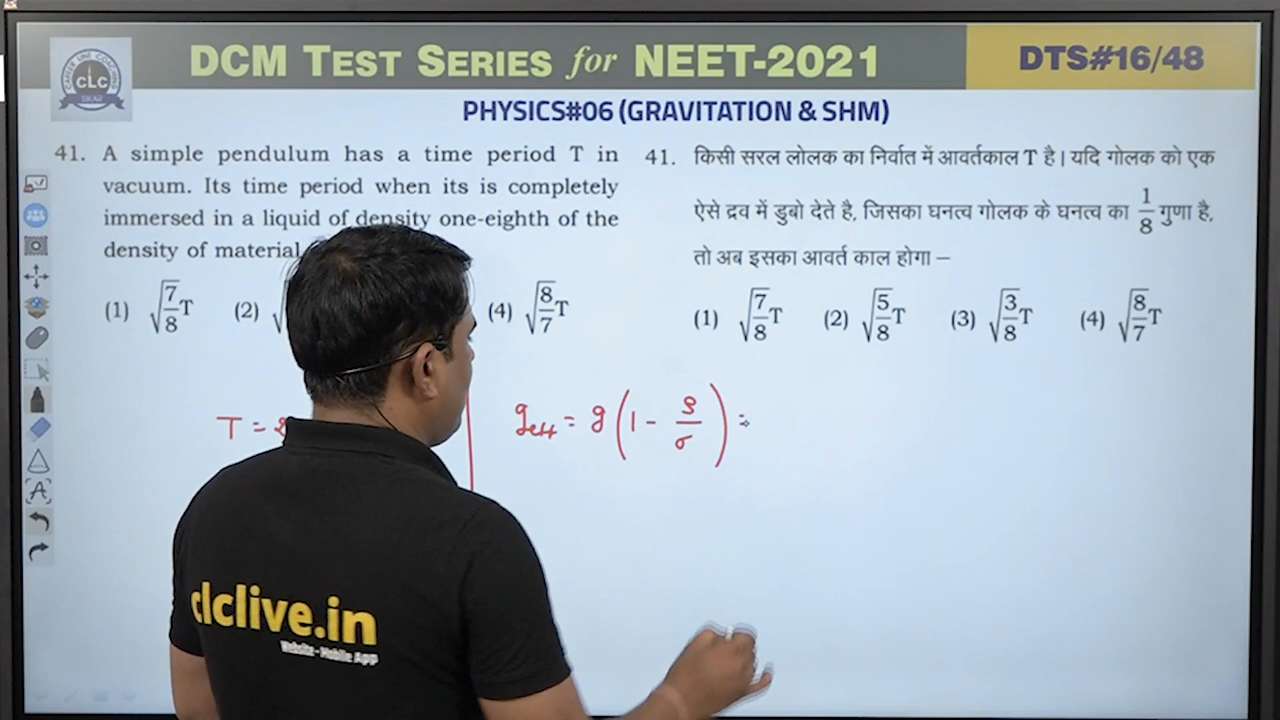 DCM TEST SERIES for NEET-2021
DTS#16/48
CLC
SIKAR
PHYSICS#06 (GRAVITATION & SHM)
41. A simple pendulum has a time period T in
vacuum. Its time period when its is completely
immersed in a liquid of density one-eighth of the
density of material
(1) √(7/8)T (2) √ (4) √(8/7)T
41. किसी सरल लोलक का निर्वात में आवर्तकाल T है। यदि गोलक को एक
ऐसे द्रव में डुबो देते है, जिसका घनत्व गोलक के घनत्व का 1/8 गुणा है,
तो अब इसका आवर्त काल होगा –
(1) √(7/8)T (2) √(5/8)T (3) √(3/8)T (4) √(8/7)T
T = 2
g_eff = g(1 - ρ/σ) =
clclive.in
Website - Mobile APP